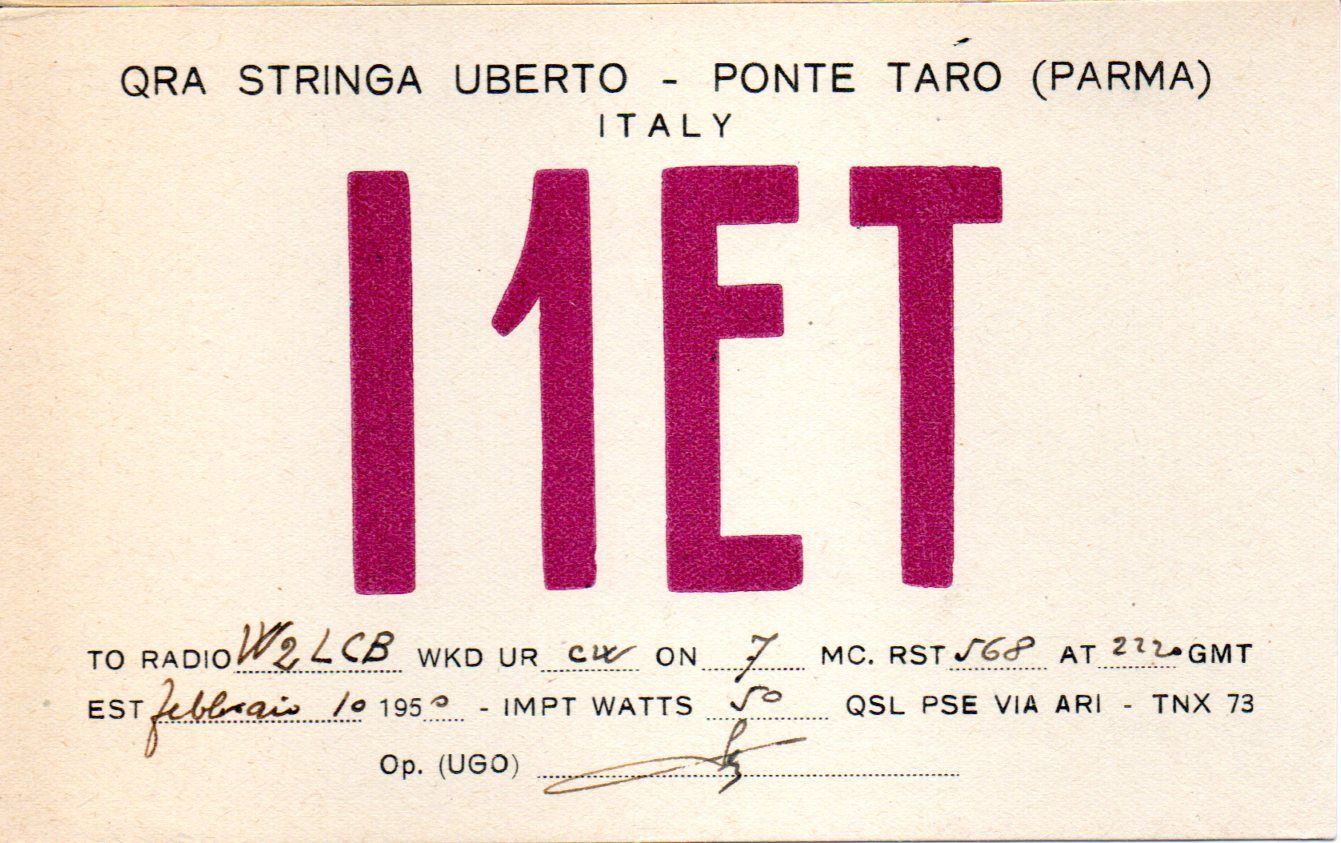 QRA STRINGA UBERTO - PONTE TARO (PARMA)
ITALY
I1ET
TO RADIO W2LCB WKD UR cw ON 7 MC. RST 568 AT 2220 GMT
EST febbraio 10 1950 - IMPT WATTS 50 QSL PSE VIA ARI - TNX 73
Op. (UGO)